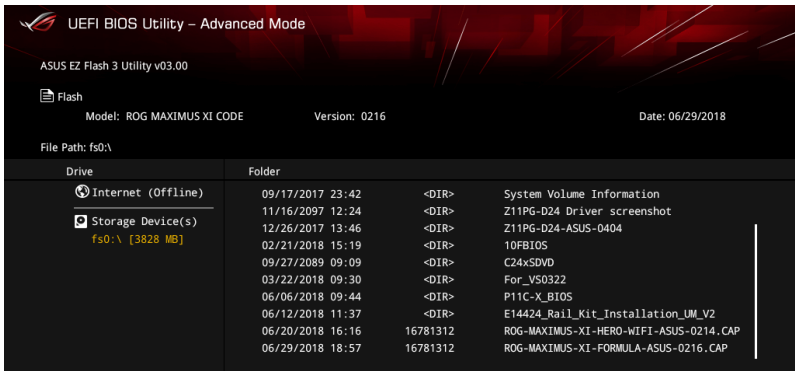 UEFI BIOS Utility – Advanced Mode
ASUS EZ Flash 3 Utility v03.00
Flash
Model: ROG MAXIMUS XI CODE Version: 0216 Date: 06/29/2018
File Path: fs0:\
Drive Folder
Internet (Offline)
Storage Device(s)
fs0:\ [3828 MB]
09/17/2017 23:42 <DIR> System Volume Information
11/16/2097 12:24 <DIR> Z11PG-D24 Driver screenshot
12/26/2017 13:46 <DIR> Z11PG-D24-ASUS-0404
02/21/2018 15:19 <DIR> 10FBIOS
09/27/2089 09:09 <DIR> C24xSDVD
03/22/2018 09:30 <DIR> For_VS0322
06/06/2018 09:44 <DIR> P11C-X_BIOS
06/12/2018 11:37 <DIR> E14424_Rail_Kit_Installation_UM_V2
06/20/2018 16:16 16781312 ROG-MAXIMUS-XI-HERO-WIFI-ASUS-0214.CAP
06/29/2018 18:57 16781312 ROG-MAXIMUS-XI-FORMULA-ASUS-0216.CAP